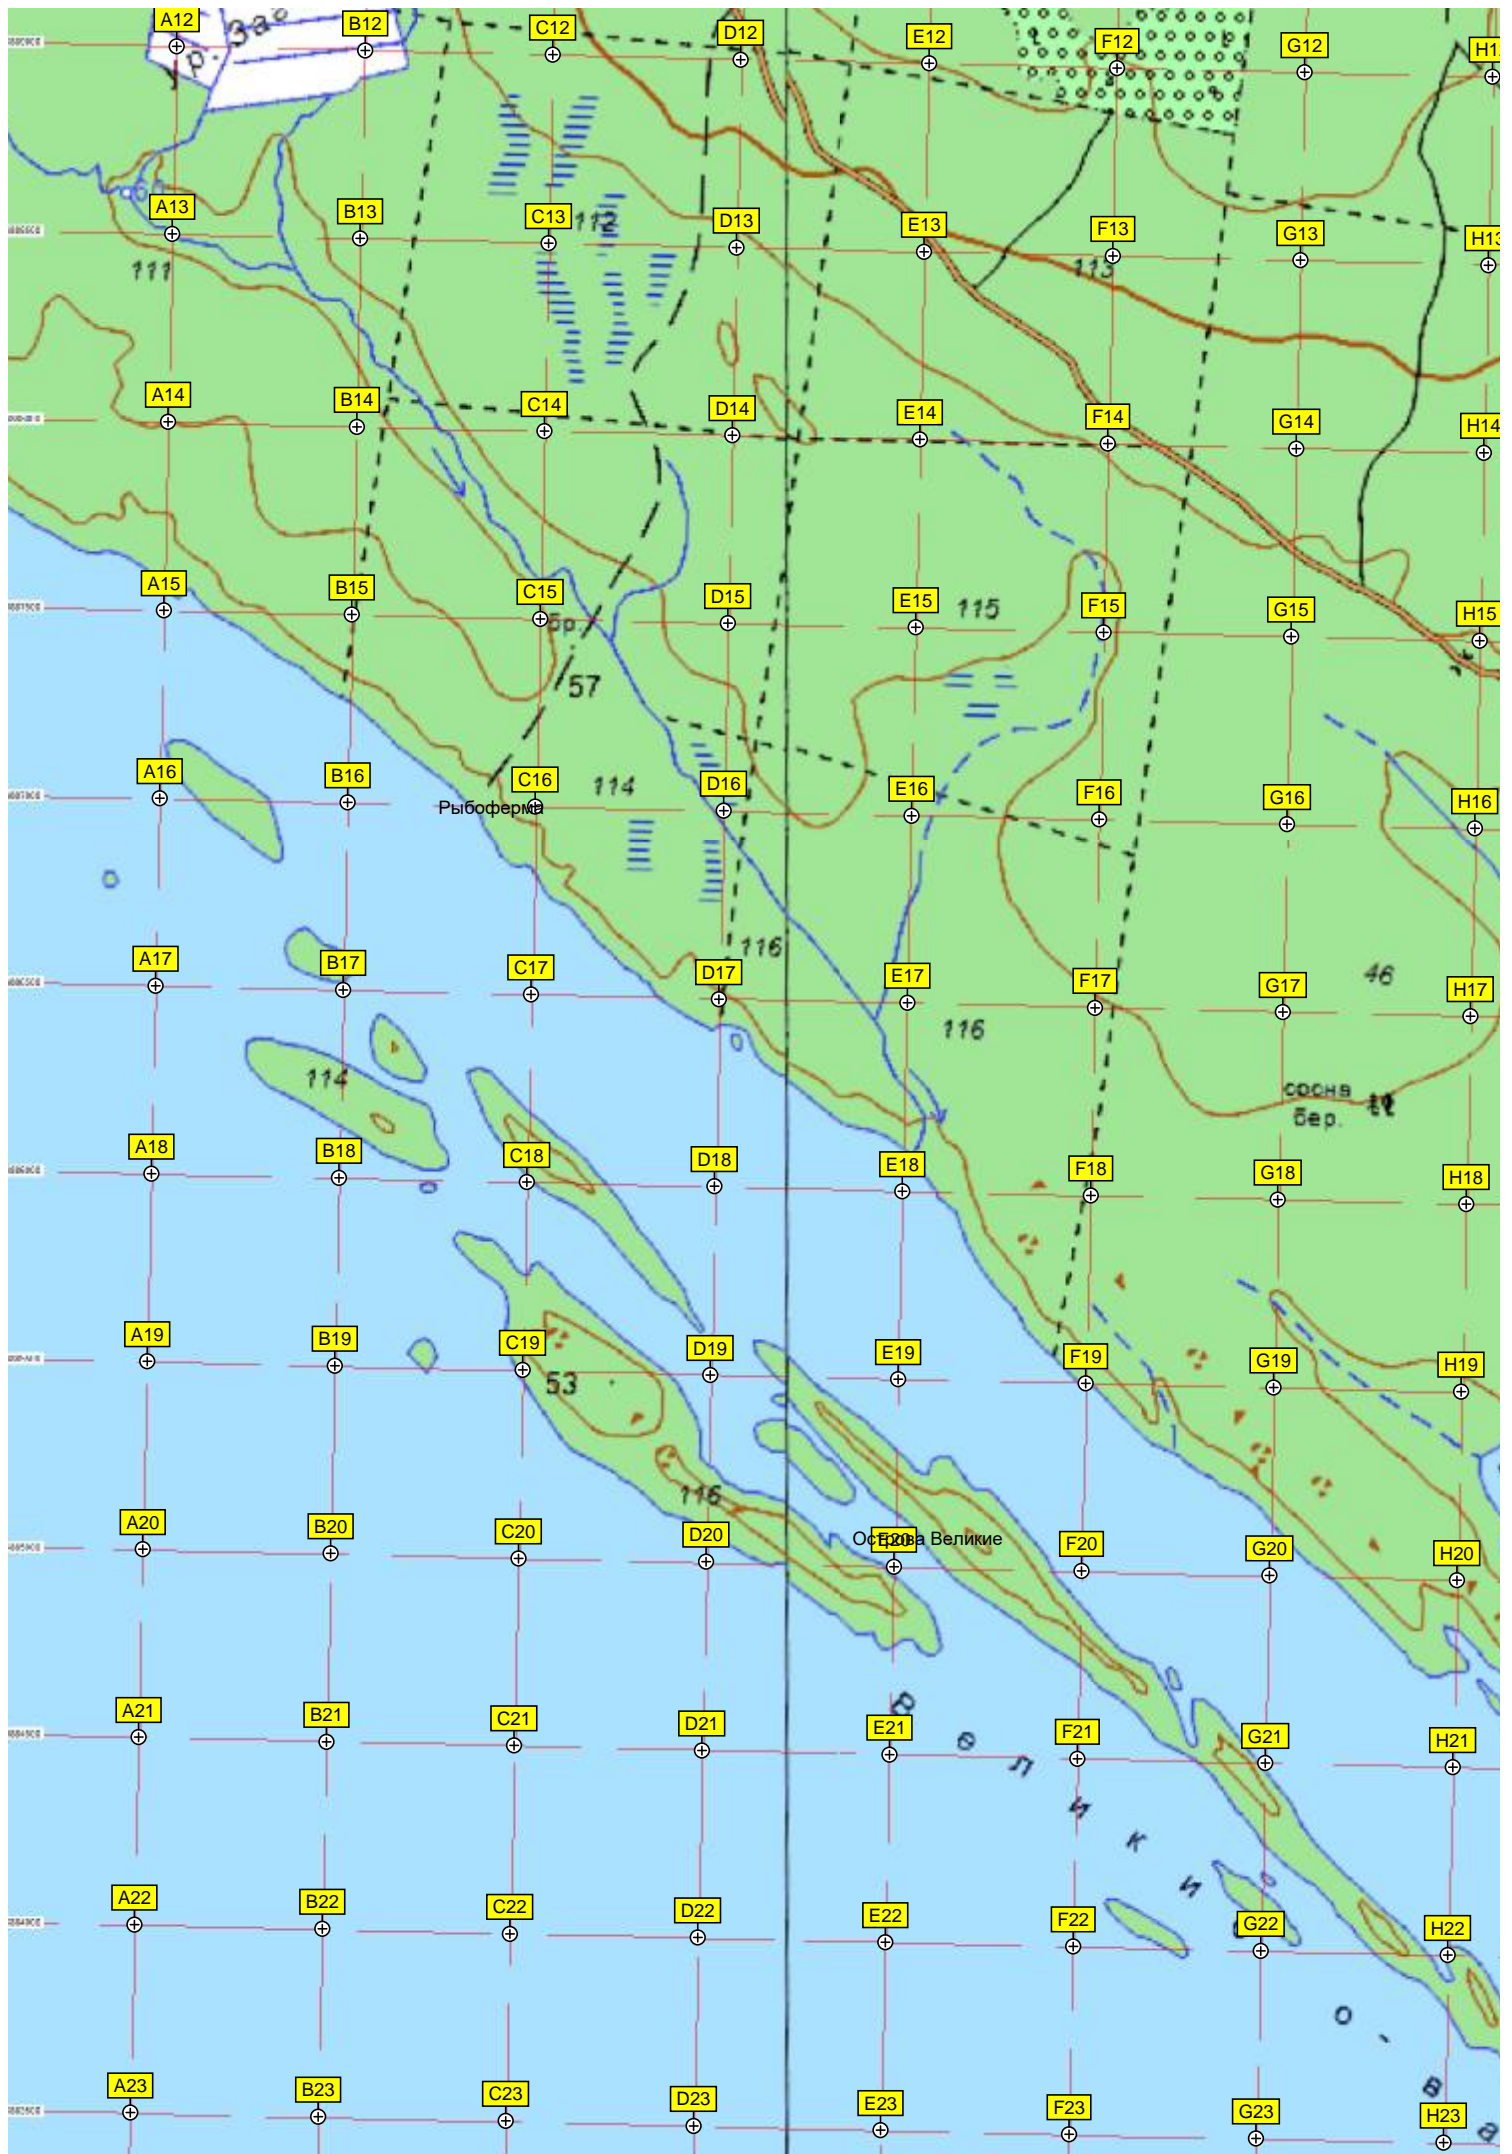 A12 B12 C12 D12 E12 F12 G12
ур. Зао
A13 B13 C13 D13 E13 F13 G13 H13
112
111
113
A14 B14 C14 D14 E14 F14 G14 H14
A15 B15 C15 D15 E15 F15 G15 H15
115
бр.
57
A16 B16 C16 D16 E16 F16 G16 H16
114
Рыбоферма
116
A17 B17 C17 D17 E17 F17 G17 H17
46
116
114
бер.
A18 B18 C18 D18 E18 F18 G18 H18
A19 B19 C19 D19 E19 F19 G19 H19
53
116
A20 B20 C20 D20 E20 F20 G20 H20
Острова Великие
A21 B21 C21 D21 E21 F21 G21 H21
Велики
A22 B22 C22 D22 E22 F22 G22 H22
о-ва
A23 B23 C23 D23 E23 F23 G23 H23